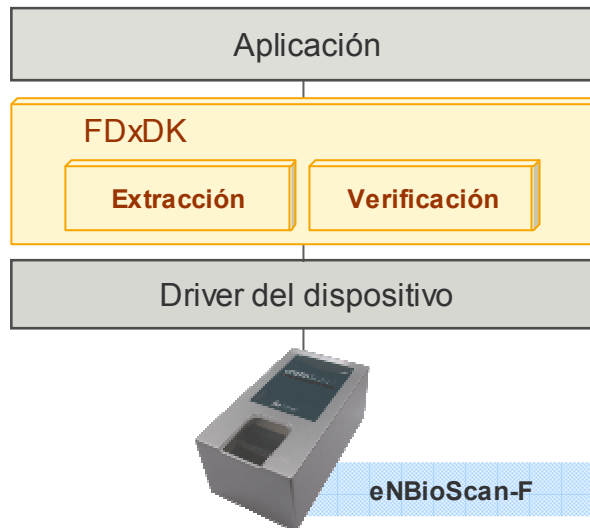 Aplicación
FDxDK
Extracción
Verificación
Driver del dispositivo
eNBioScan-F